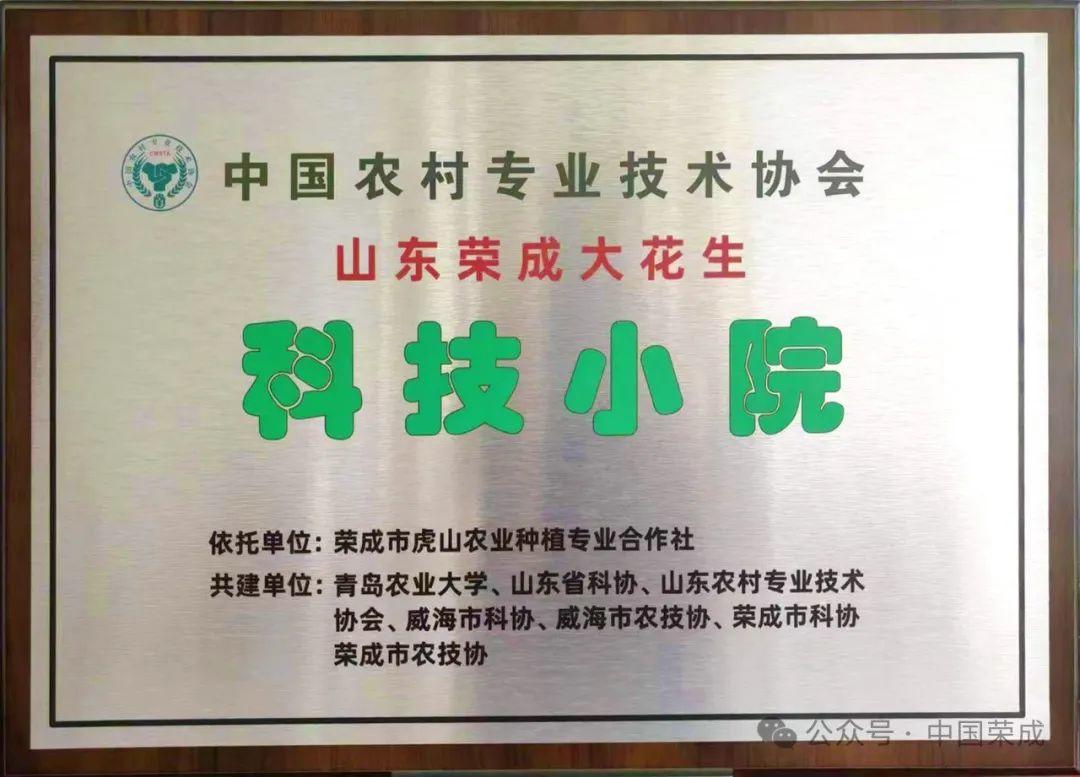 中国农村专业技术协会
山东荣成大花生
科技小院
依托单位：荣成市虎山农业种植专业合作社
共建单位：青岛农业大学、山东省科协、山东农村专业技术
协会、威海市科协、威海市农技协、荣成市科协
荣成市农技协
公众号·中国荣成